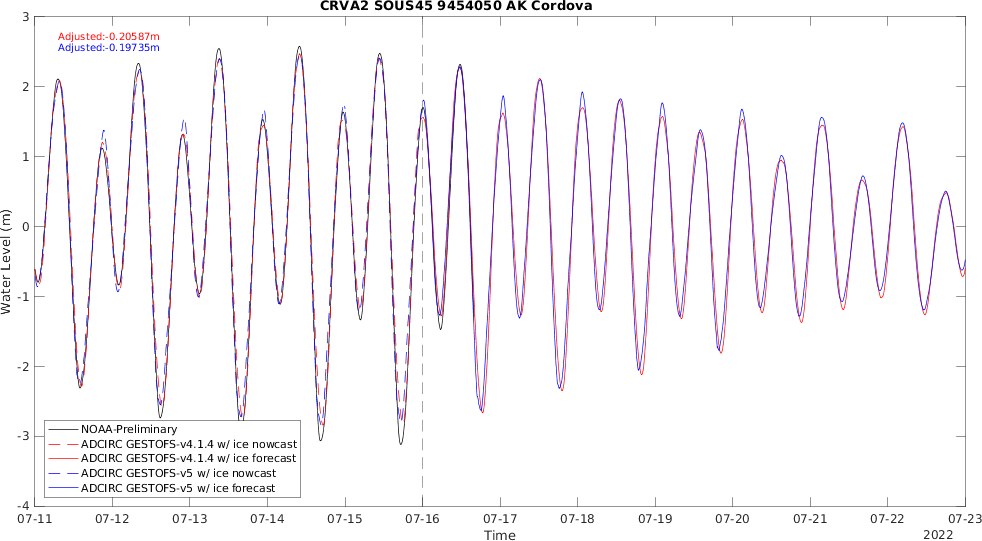 CRVA2 SOUS45 9454050 AK Cordova
Adjusted:-0.20587m
Adjusted:-0.19735m
3
2
1
0
-1
-2
-3
-4
Water Level (m)
NOAA-Preliminary
ADCIRC GESTOFS-v4.1.4 w/ ice nowcast
ADCIRC GESTOFS-v4.1.4 w/ ice forecast
ADCIRC GESTOFS-v5 w/ ice nowcast
ADCIRC GESTOFS-v5 w/ ice forecast
07-11 07-12 07-13 07-14 07-15 07-16 07-17 07-18 07-19 07-20 07-21 07-22 07-23
Time
2022